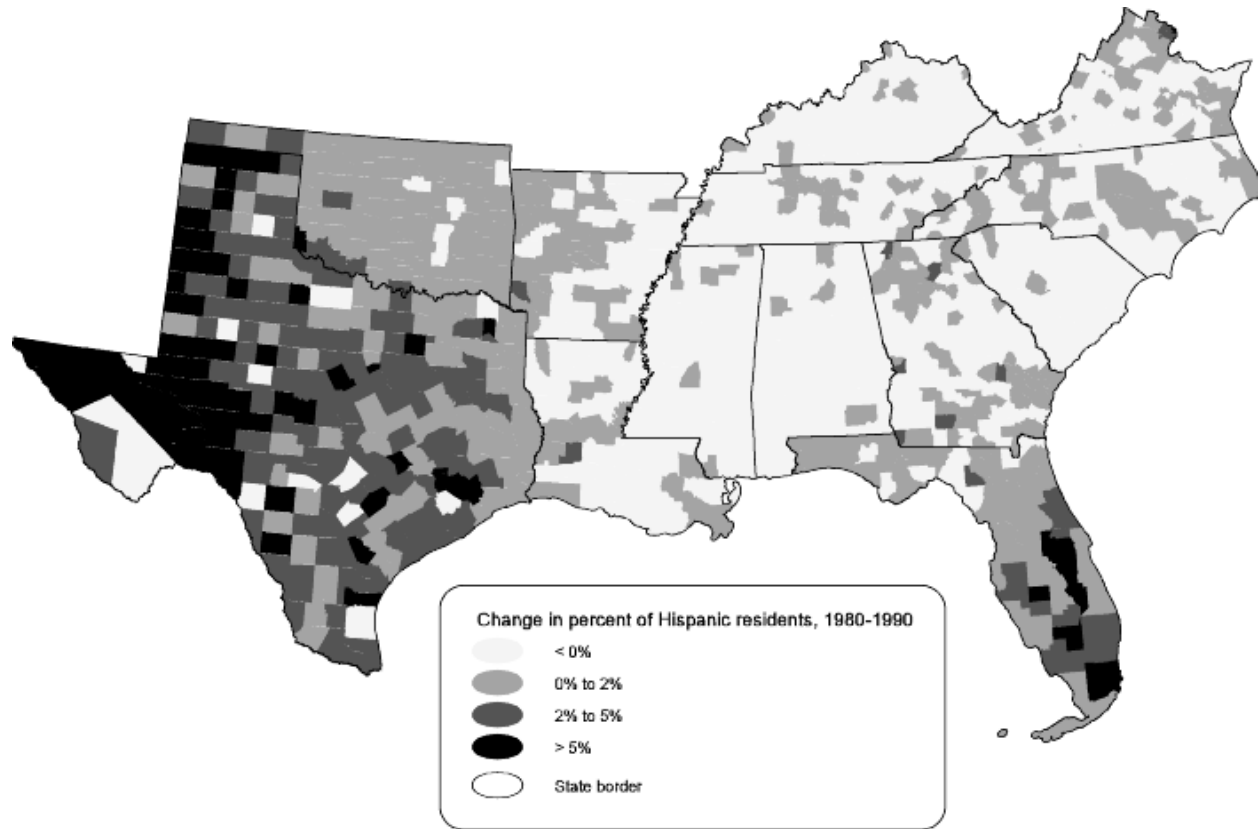 Change in percent of Hispanic residents, 1980-1990
< 0%
0% to 2%
2% to 5%
> 5%
State border